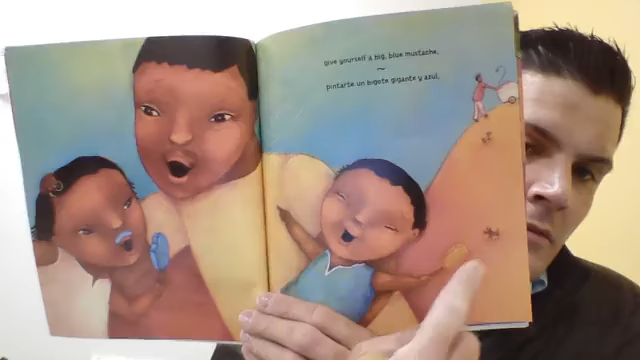 give yourself a big, blue mustache,
~
pintarte un bigote gigante y azul,